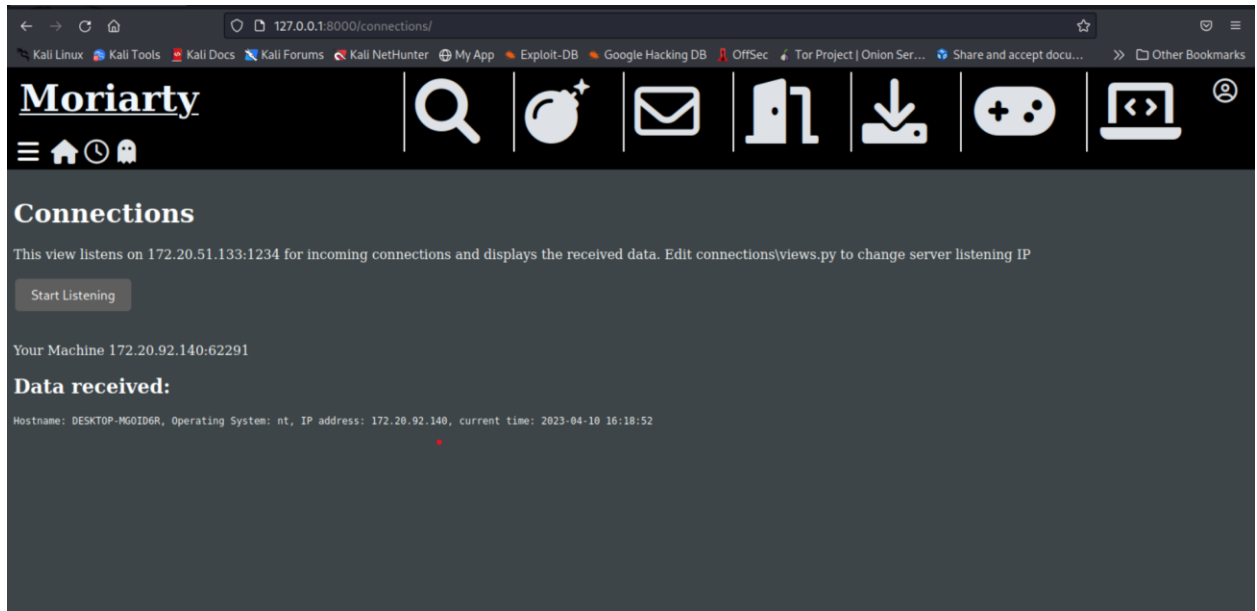 127.0.0.1:8000/connections/
Kali Linux Kali Tools Kali Docs Kali Forums Kali NetHunter My App Exploit-DB Google Hacking DB OffSec Tor Project | Onion Ser... Share and accept docu... Other Bookmarks
Moriarty
Connections
This view listens on 172.20.51.133:1234 for incoming connections and displays the received data. Edit connections\views.py to change server listening IP
Start Listening
Your Machine 172.20.92.140:62291
Data received:
Hostname: DESKTOP-MGOID6R, Operating System: nt, IP address: 172.20.92.140, current time: 2023-04-10 16:18:52